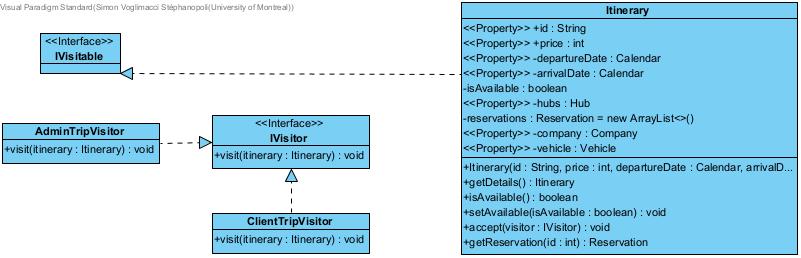 Visual Paradigm Standard(Simon Voglimacci Stéphanopoli(University of Montreal))
<<Interface>>
IVisitable
AdminTripVisitor
+visit(itinerary : Itinerary) : void
<<Interface>>
IVisitor
+visit(itinerary : Itinerary) : void
ClientTripVisitor
+visit(itinerary : Itinerary) : void
Itinerary
<<Property>> +id : String
<<Property>> +price : int
<<Property>> -departureDate : Calendar
<<Property>> -arrivalDate : Calendar
-isAvailable : boolean
<<Property>> -hubs : Hub
-reservations : Reservation = new ArrayList<>()
<<Property>> -company : Company
<<Property>> -vehicle : Vehicle
+Itinerary(id : String, price : int, departureDate : Calendar, arrivalD...
+getDetails() : Itinerary
+isAvailable() : boolean
+setAvailable(isAvailable : boolean) : void
+accept(visitor : IVisitor) : void
+getReservation(id : int) : Reservation